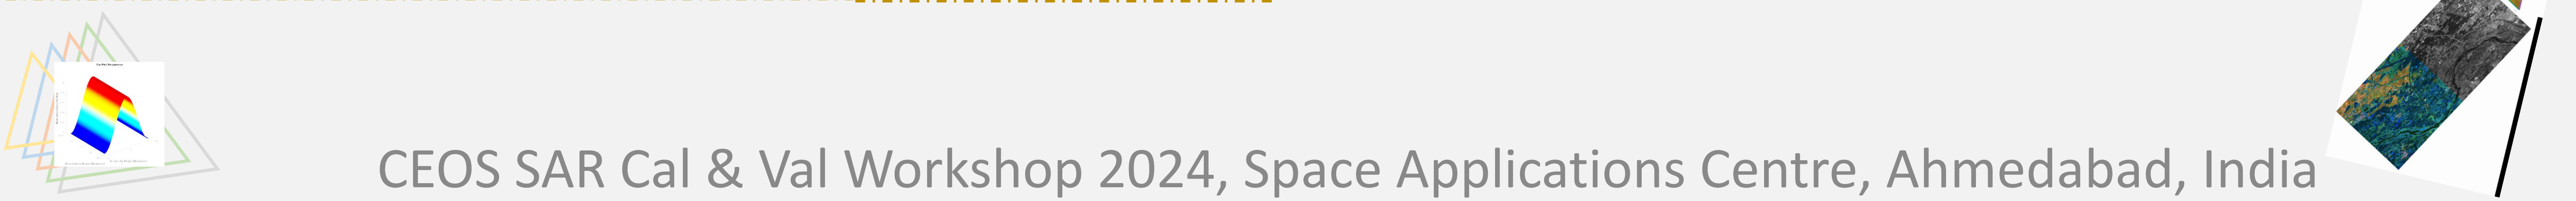 CEOS SAR Cal & Val Workshop 2024, Space Applications Centre, Ahmedabad, India